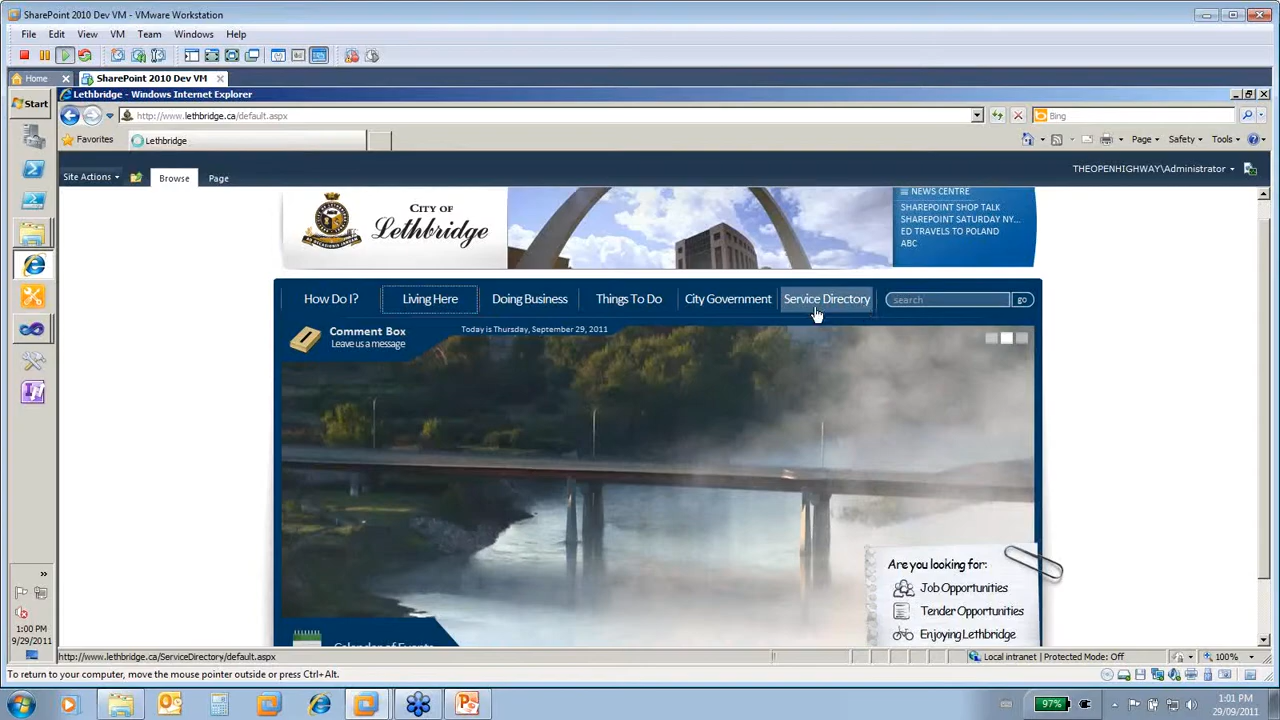 SharePoint 2010 Dev VM - VMware Workstation
File Edit View VM Team Windows Help
Home SharePoint 2010 Dev VM
Start
Lethbridge - Windows Internet Explorer
http://www.lethbridge.ca/default.aspx
Bing
Favorites
Lethbridge
Page Safety Tools
Site Actions
Browse
Page
THEOPENHIGHWAY\Administrator
CITY OF
Lethbridge
NEWS CENTRE
SHAREPOINT SHOP TALK
SHAREPOINT SATURDAY NY...
ED TRAVELS TO POLAND
ABC
How Do I? Living Here Doing Business Things To Do City Government Service Directory search go
Comment Box
Leave us a message
Today is Thursday, September 29, 2011
Are you looking for:
Job Opportunities
Tender Opportunities
Enjoying Lethbridge
Calendar of Events
1:00 PM
9/29/2011
http://www.lethbridge.ca/ServiceDirectory/default.aspx
Local intranet | Protected Mode: Off
100%
To return to your computer, move the mouse pointer outside or press Ctrl+Alt.
97%
1:01 PM
29/09/2011